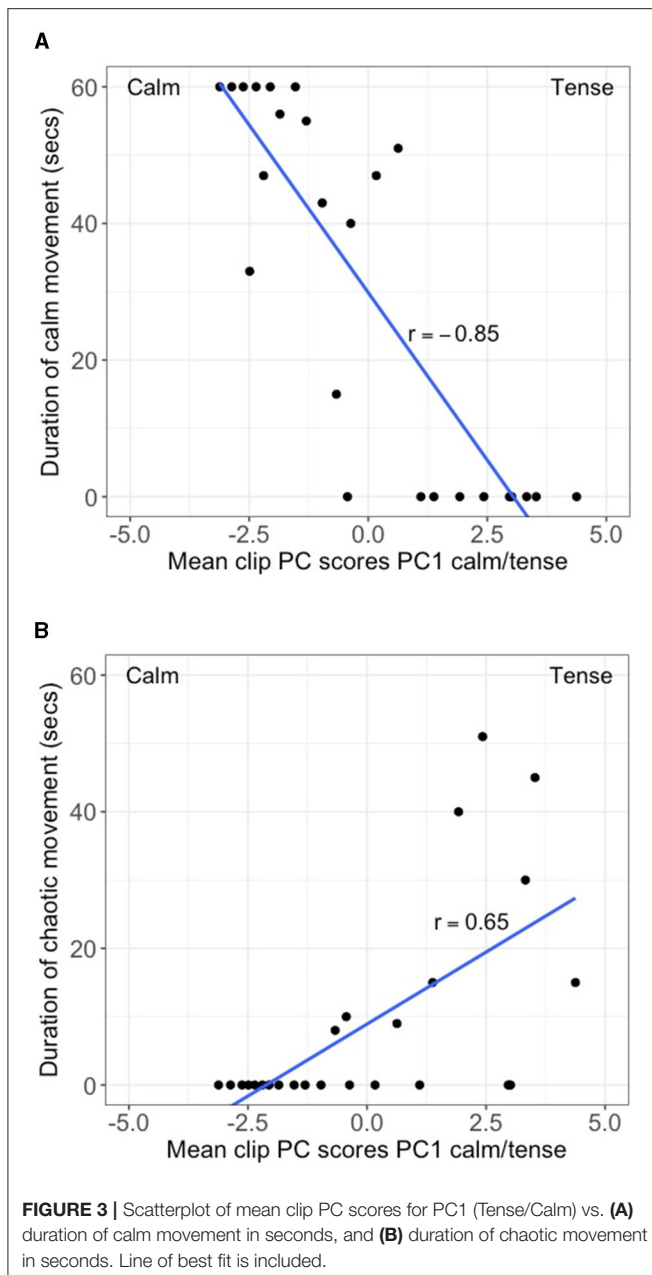 A
Calm
Tense
60
40
20
0
Duration of calm movement (secs)
r = −0.85
-5.0
-2.5
0.0
2.5
5.0
Mean clip PC scores PC1 calm/tense
B
Calm
Tense
60
40
20
0
Duration of chaotic movement (secs)
r = 0.65
-5.0
-2.5
0.0
2.5
5.0
Mean clip PC scores PC1 calm/tense
FIGURE 3 | Scatterplot of mean clip PC scores for PC1 (Tense/Calm) vs. (A)
duration of calm movement in seconds, and (B) duration of chaotic movement
in seconds. Line of best fit is included.